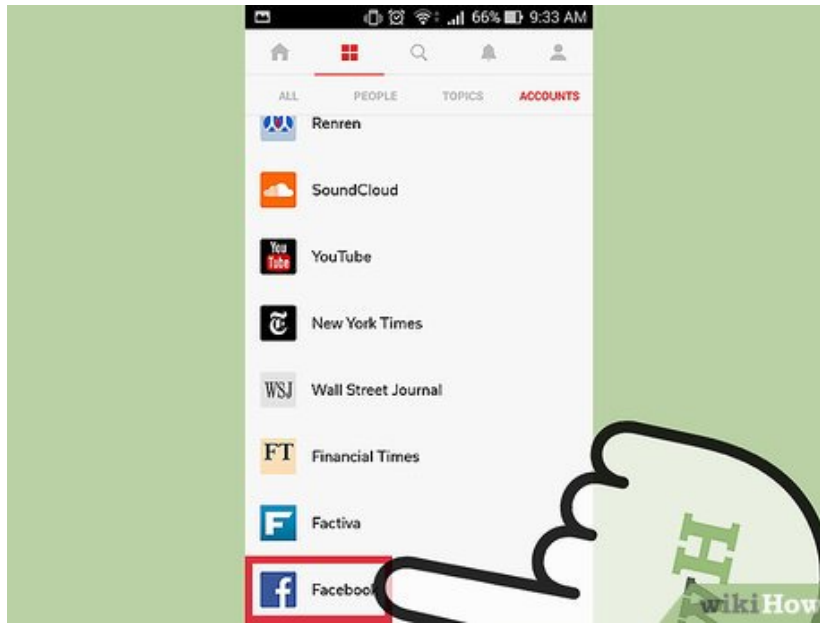 66% 9:33 AM
ALL PEOPLE TOPICS ACCOUNTS
Renren
SoundCloud
You Tube YouTube
New York Times
WSJ Wall Street Journal
FT Financial Times
F Factiva
f Facebook
H
wikiHow